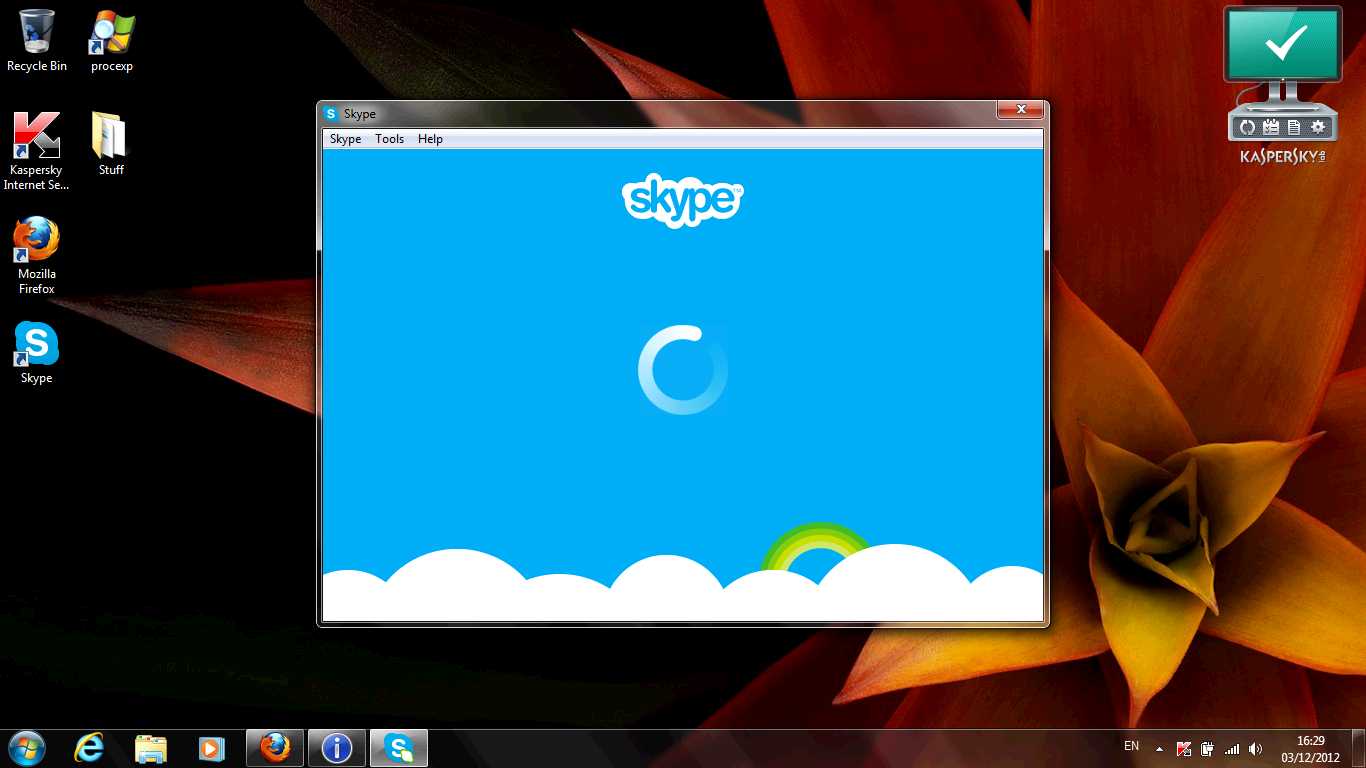 Recycle Bin
procexp
Kaspersky
Internet Se...
Stuff
Mozilla
Firefox
S
Skype
S Skype
Skype Tools Help
skype™
KASPERSKY
EN
16:29
03/12/2012